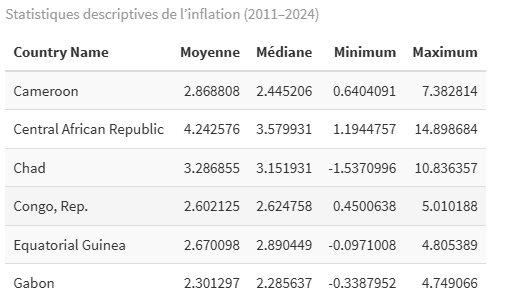 Statistiques descriptives de l'inflation (2011–2024)
Country Name Moyenne Médiane Minimum Maximum
Cameroon 2.868808 2.445206 0.6404091 7.382814
Central African Republic 4.242576 3.579931 1.1944757 14.898684
Chad 3.286855 3.151931 -1.5370996 10.836357
Congo, Rep. 2.602125 2.624758 0.4500638 5.010188
Equatorial Guinea 2.670098 2.890449 -0.0971008 4.805389
Gabon 2.301297 2.285637 -0.3387952 4.749066